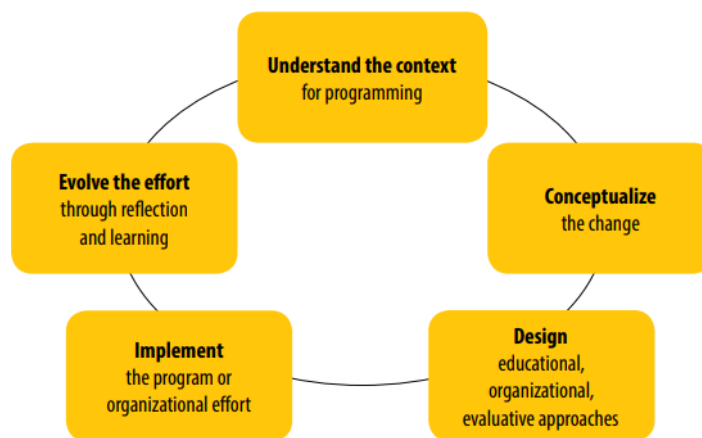 Understand the context
for programming
Conceptualize
the change
Design
educational,
organizational,
evaluative approaches
Implement
the program or
organizational effort
Evolve the effort
through reflection
and learning